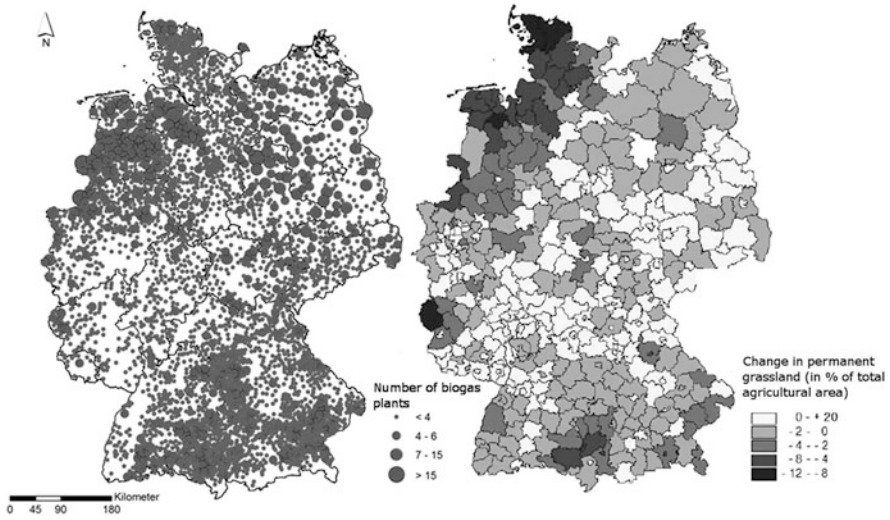 N
Number of biogas
plants
< 4
4 - 6
7 - 15
> 15
Kilometer
0 45 90 180
Change in permanent
grassland (in % of total
agricultural area)
0 - + 20
- 2 - 0
- 4 - - 2
- 8 - - 4
- 12 - - 8